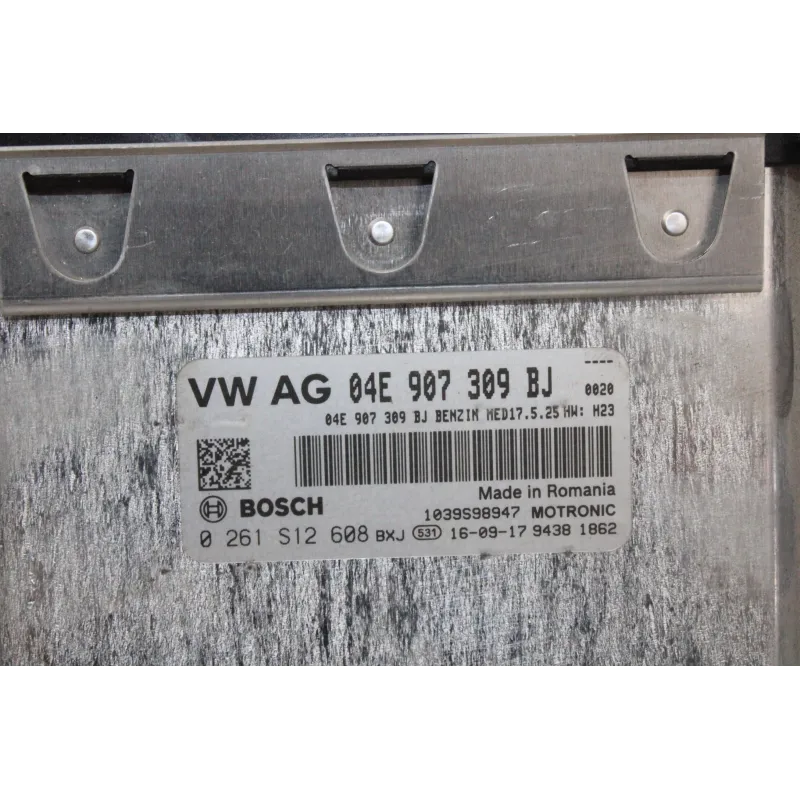 ----
VW AG 04E 907 309 BJ 0020
04E 907 309 BJ BENZIN MED17.5.25 HW: H23
Made in Romania
BOSCH 1039S98947 MOTRONIC
0 261 S12 608 BXJ 531 16-09-17 9438 1862